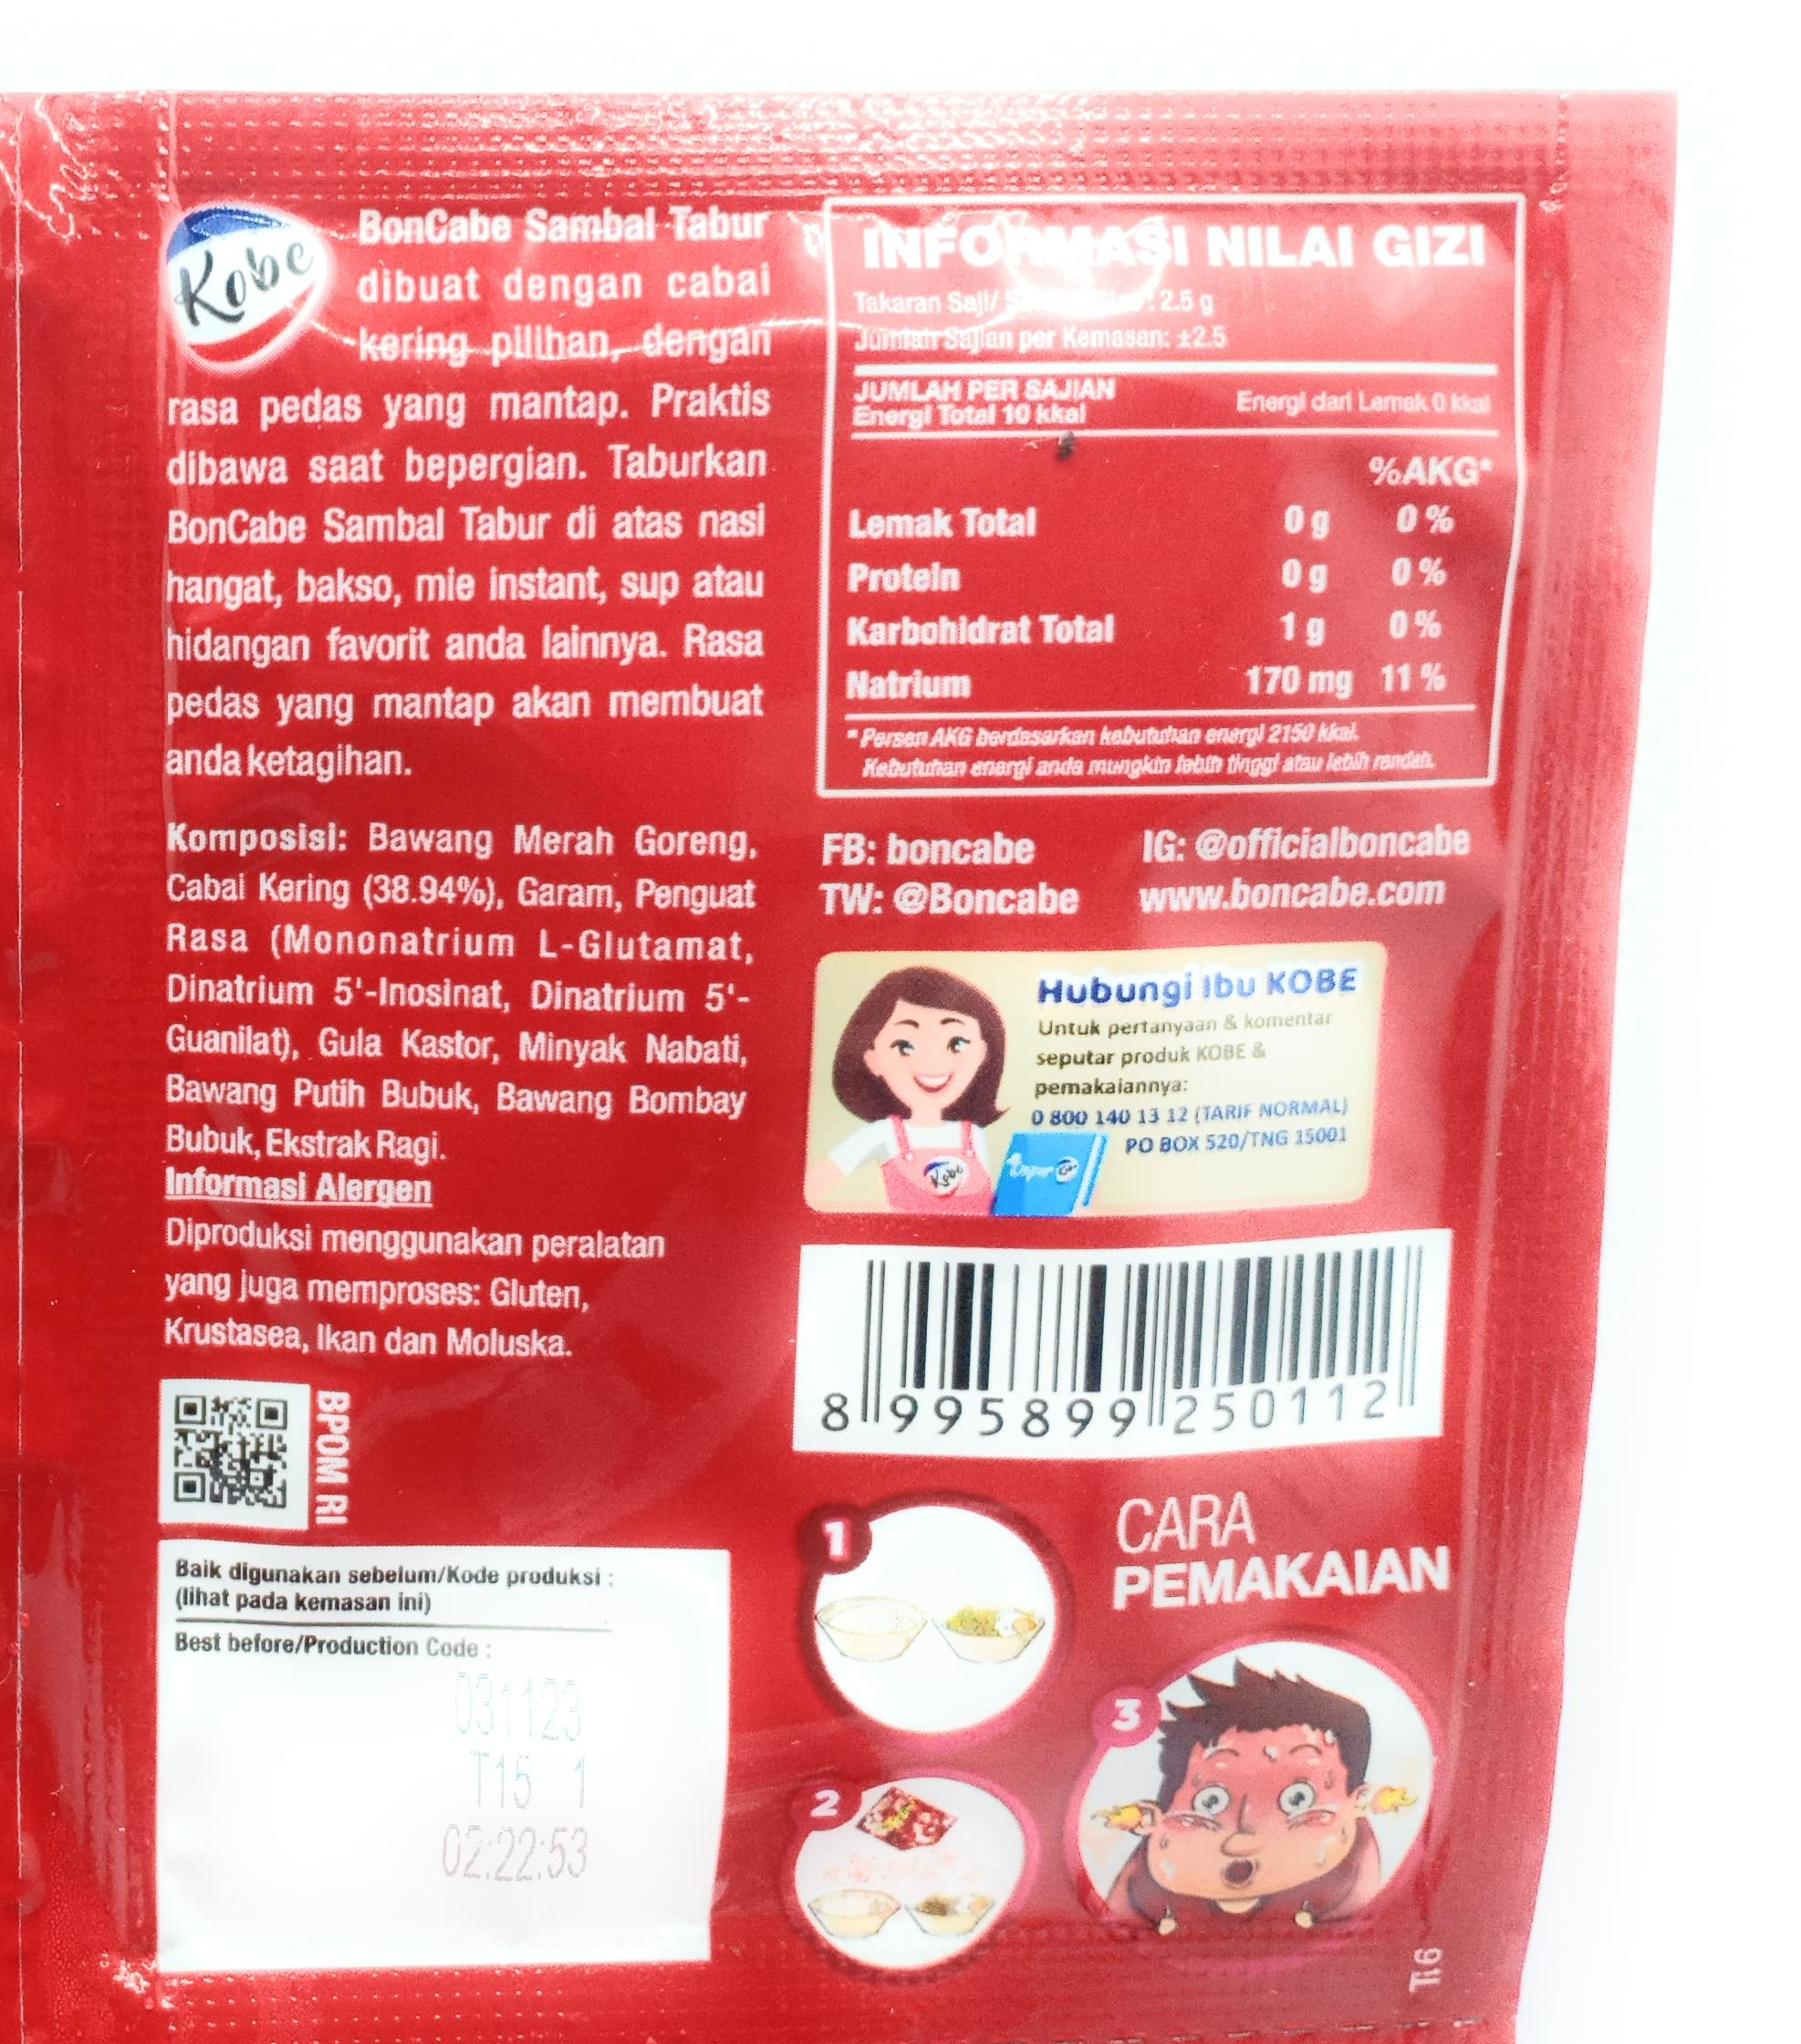 Kobe
BonCabe Sambal Tabur
dibuat dengan cabai
kering pilihan, dengan
rasa pedas yang mantap. Praktis
dibawa saat bepergian. Taburkan
BonCabe Sambal Tabur di atas nasi
hangat, bakso, mie instant, sup atau
hidangan favorit anda lainnya. Rasa
pedas yang mantap akan membuat
anda ketagihan.
Komposisi: Bawang Merah Goreng,
Cabai Kering (38.94%), Garam, Penguat
Rasa (Mononatrium L-Glutamat,
Dinatrium 5'-Inosinat, Dinatrium 5'-
Guanilat), Gula Kastor, Minyak Nabati,
Bawang Putih Bubuk, Bawang Bombay
Bubuk, Ekstrak Ragi.
Informasi Alergen
Diproduksi menggunakan peralatan
yang juga memproses: Gluten,
Krustasea, Ikan dan Moluska.
BPOM RI
Baik digunakan sebelum/Kode produksi :
(lihat pada kemasan ini)
Best before/Production Code :
031123
T15 1
02:22:53
INFORMASI NILAI GIZI
Takaran Saji/ : 2.5 g
Jumlah Sajian per Kemasan: ±2.5
JUMLAH PER SAJIAN
Energi Total 10 kkal Energi dari Lemak 0 kkal
%AKG*
Lemak Total 0 g 0 %
Protein 0 g 0 %
Karbohidrat Total 1 g 0 %
Natrium 170 mg 11 %
*Persen AKG berdasarkan kebutuhan energi 2150 kkal.
Kebutuhan energi anda mungkin lebih tinggi atau lebih rendah.
FB: boncabe IG: @officialboncabe
TW: @Boncabe www.boncabe.com
Hubungi Ibu KOBE
Untuk pertanyaan & komentar
seputar produk KOBE &
pemakaiannya:
0 800 140 13 12 (TARIF NORMAL)
PO BOX 520/TNG 15001
Kobe
Dapur
8 995899 250112
CARA
PEMAKAIAN
1
2
3
Ti.6